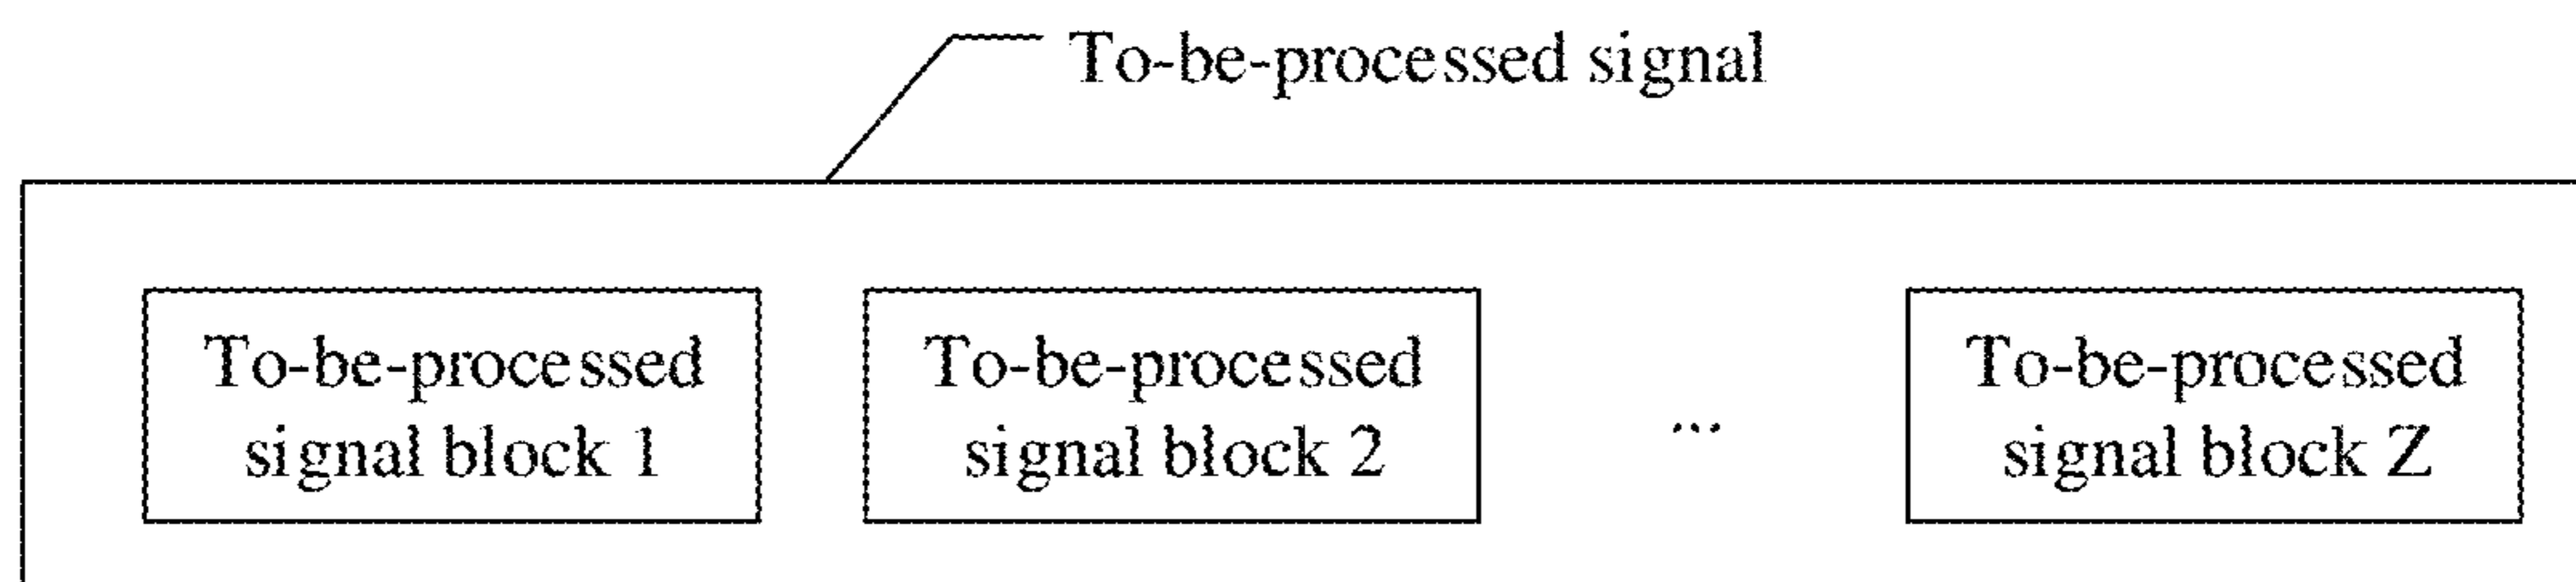 To-be-processed signal
To-be-processed
signal block 1
To-be-processed
signal block 2
...
To-be-processed
signal block Z